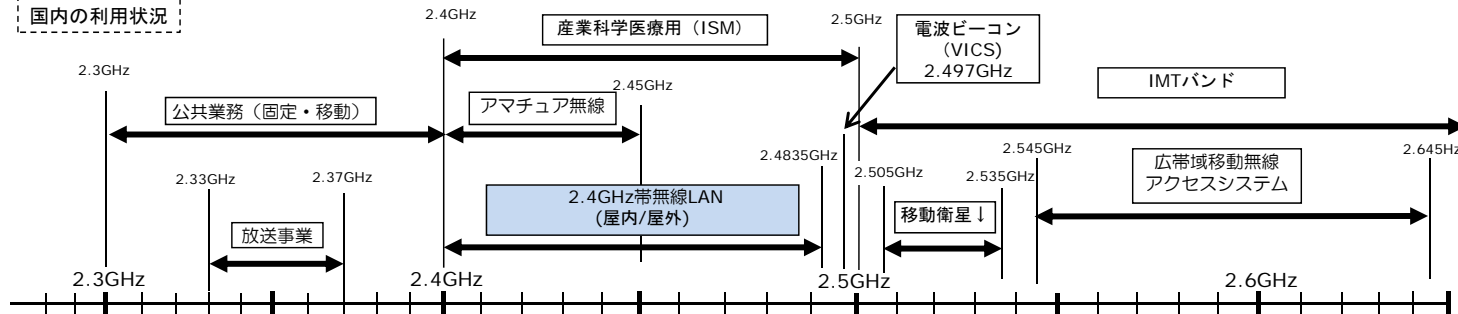 国内の利用状況
2.4GHz
産業科学医療用（ISM）
2.5GHz
電波ビーコン
（VICS）
2.497GHz
2.3GHz
2.45GHz
IMTバンド
公共業務（固定・移動）
アマチュア無線
2.4835GHz
2.545GHz
広帯域移動無線
アクセスシステム
2.645Hz
2.33GHz
2.37GHz
2.4GHz帯無線LAN
(屋内/屋外)
2.505GHz
2.535GHz
放送事業
移動衛星↓
2.3GHz
2.4GHz
2.5GHz
2.6GHz